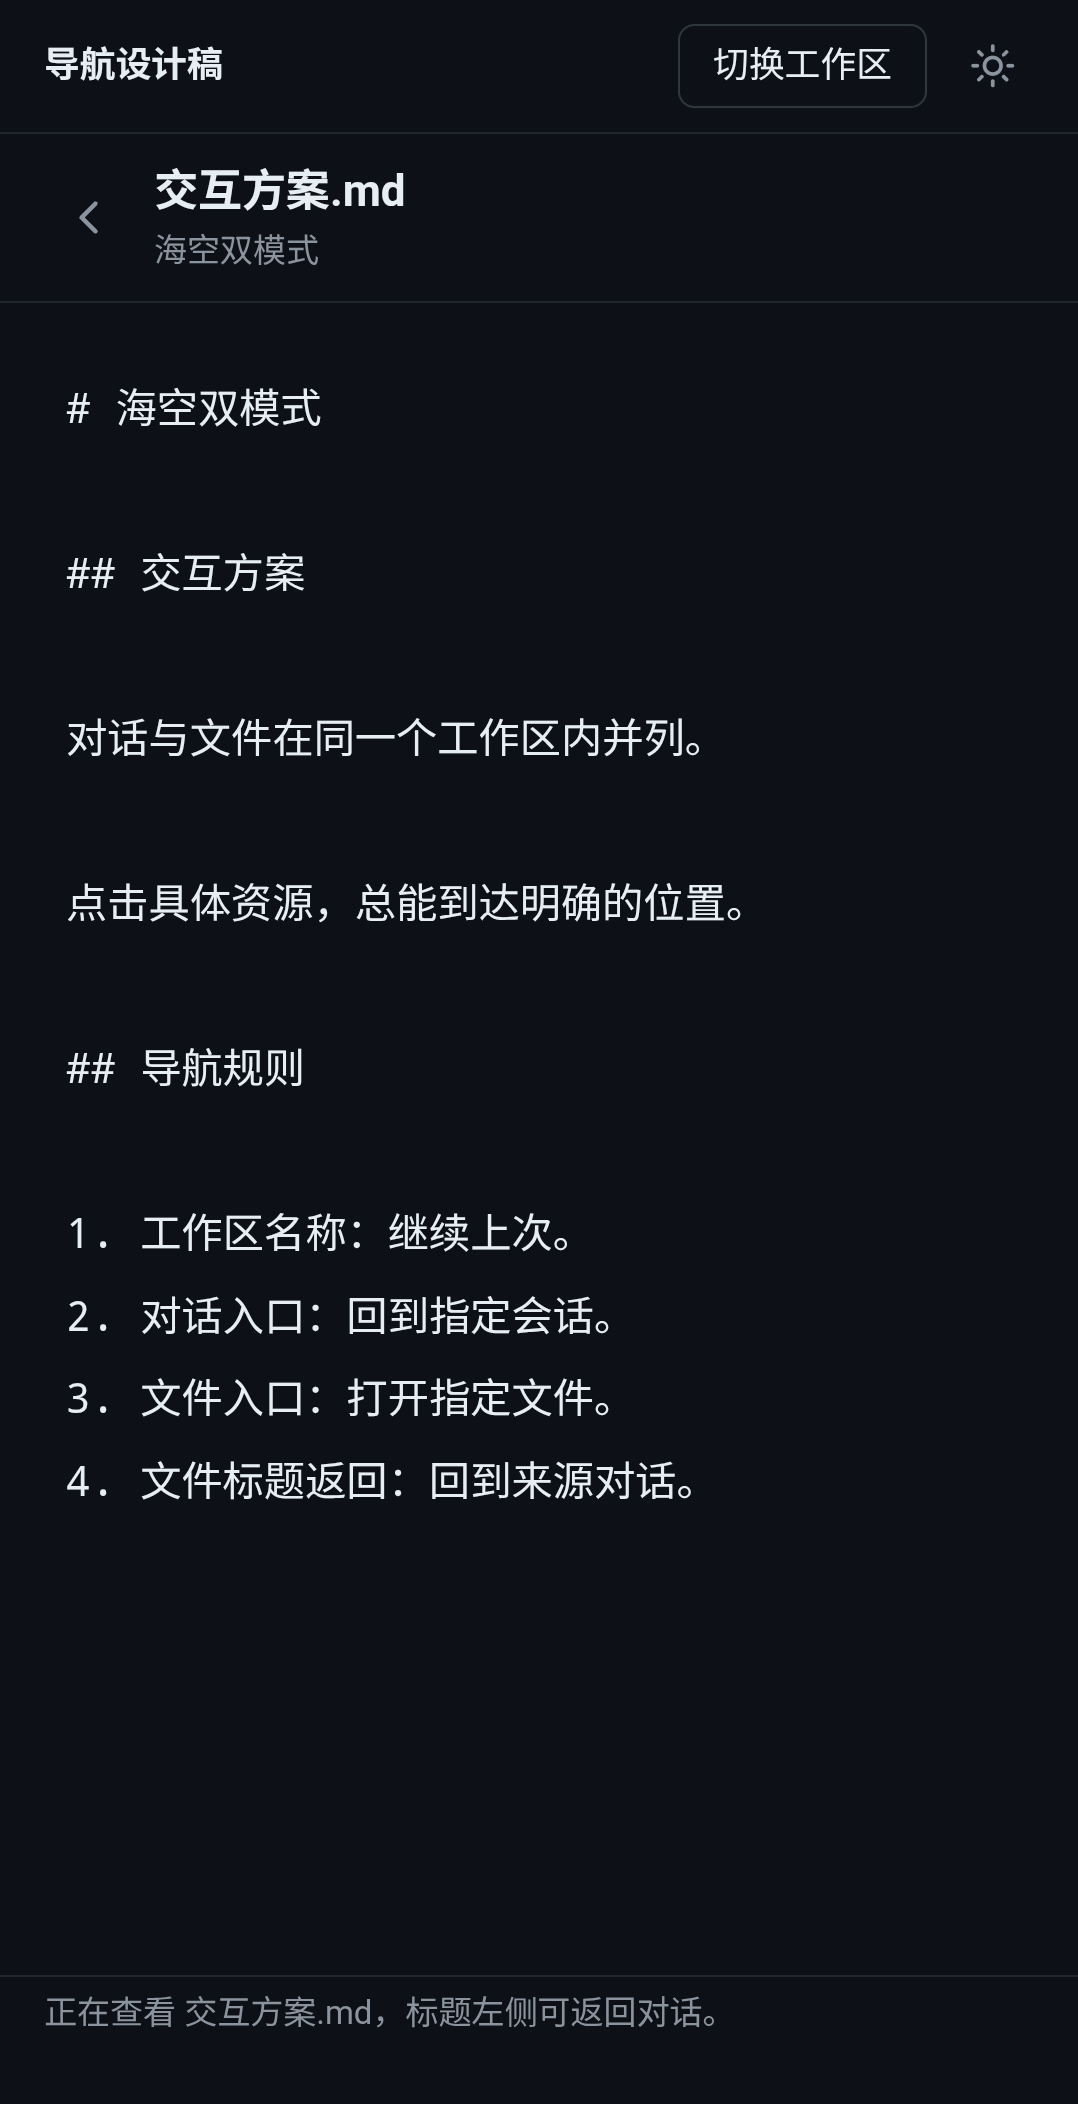 导航设计稿
切换工作区
交互方案.md
海空双模式
# 海空双模式
## 交互方案
对话与文件在同一个工作区内并列。
点击具体资源，总能到达明确的位置。
## 导航规则
1. 工作区名称：继续上次。
2. 对话入口：回到指定会话。
3. 文件入口：打开指定文件。
4. 文件标题返回：回到来源对话。
正在查看 交互方案.md，标题左侧可返回对话。